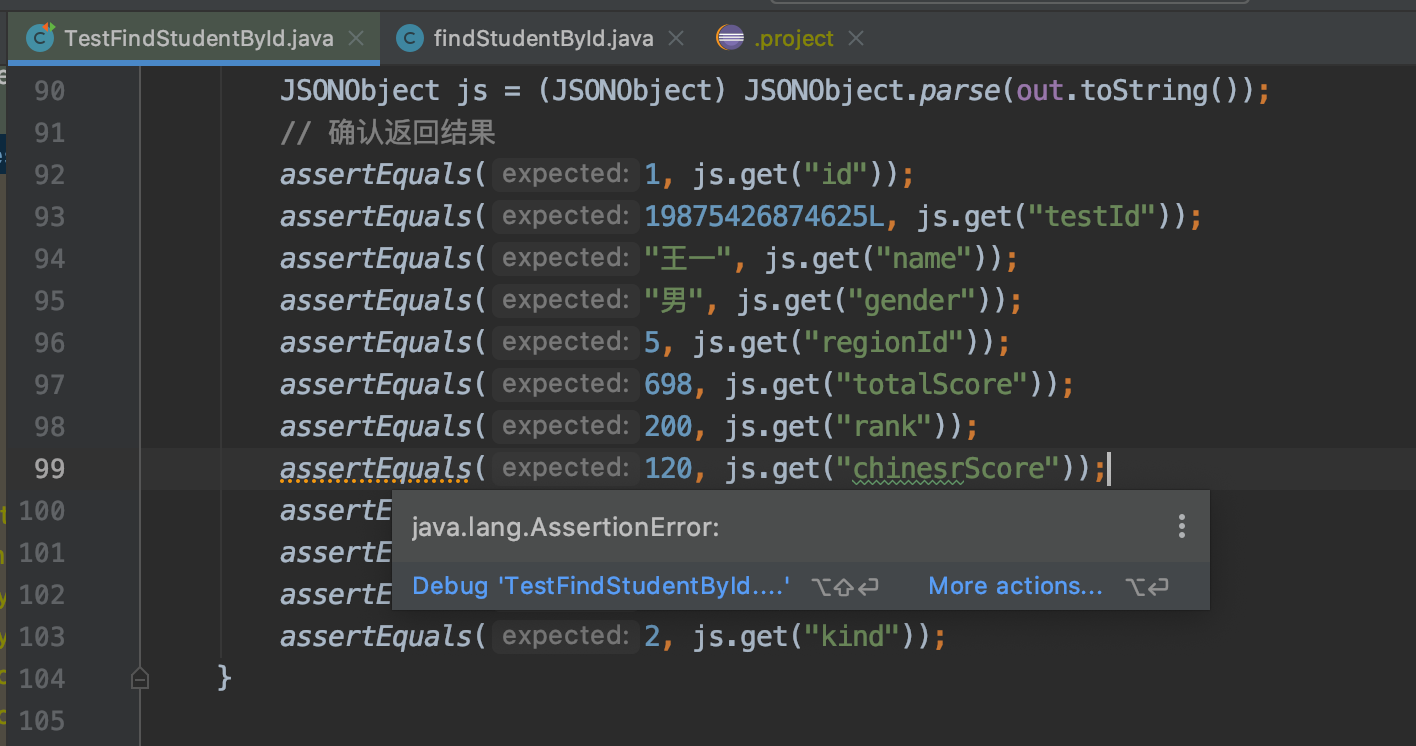 TestFindStudentById.java findStudentById.java .project
90 JSONObject js = (JSONObject) JSONObject.parse(out.toString());
91 // 确认返回结果
92 assertEquals( expected: 1, js.get("id"));
93 assertEquals( expected: 19875426874625L, js.get("testId"));
94 assertEquals( expected: "王一", js.get("name"));
95 assertEquals( expected: "男", js.get("gender"));
96 assertEquals( expected: 5, js.get("regionId"));
97 assertEquals( expected: 698, js.get("totalScore"));
98 assertEquals( expected: 200, js.get("rank"));
99 assertEquals( expected: 120, js.get("chinesrScore"));
100 assertE
java.lang.AssertionError:
101 assertE
102 assertE
Debug 'TestFindStudentById....' ⌥⇧⏎ More actions... ⌥⏎
103 assertEquals( expected: 2, js.get("kind"));
104 }
105